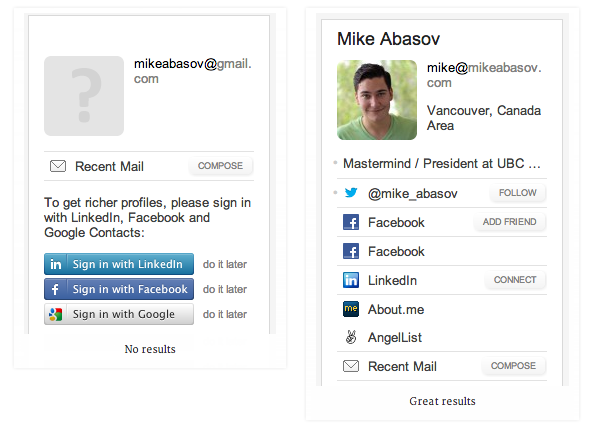 ?
mikeabasov@gmail.
com
Recent Mail
COMPOSE
To get richer profiles, please sign in
with LinkedIn, Facebook and
Google Contacts:
in Sign in with LinkedIn
do it later
f Sign in with Facebook
do it later
g Sign in with Google
do it later
No results
Mike Abasov
mike@mikeabasov.
com
Vancouver, Canada
Area
Mastermind / President at UBC ...
@mike_abasov
FOLLOW
f Facebook
ADD FRIEND
f Facebook
in LinkedIn
CONNECT
me About.me
AngelList
Recent Mail
COMPOSE
Great results